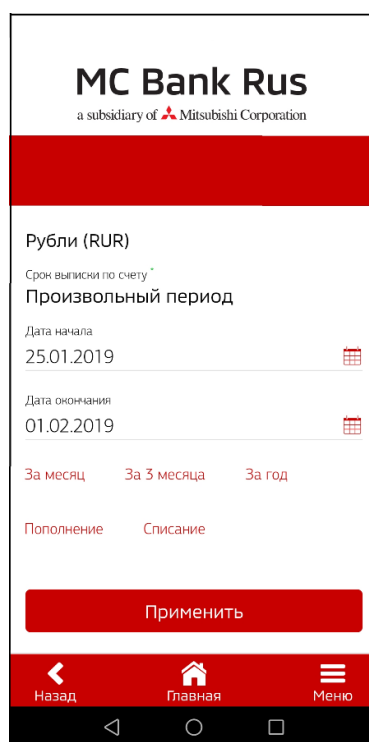 MC Bank Rus
a subsidiary of Mitsubishi Corporation
Рубли (RUR)
Срок выписки по счету *
Произвольный период
Дата начала
25.01.2019
Дата окончания
01.02.2019
За месяц За 3 месяца За год
Пополнение Списание
Применить
Назад Главная Меню